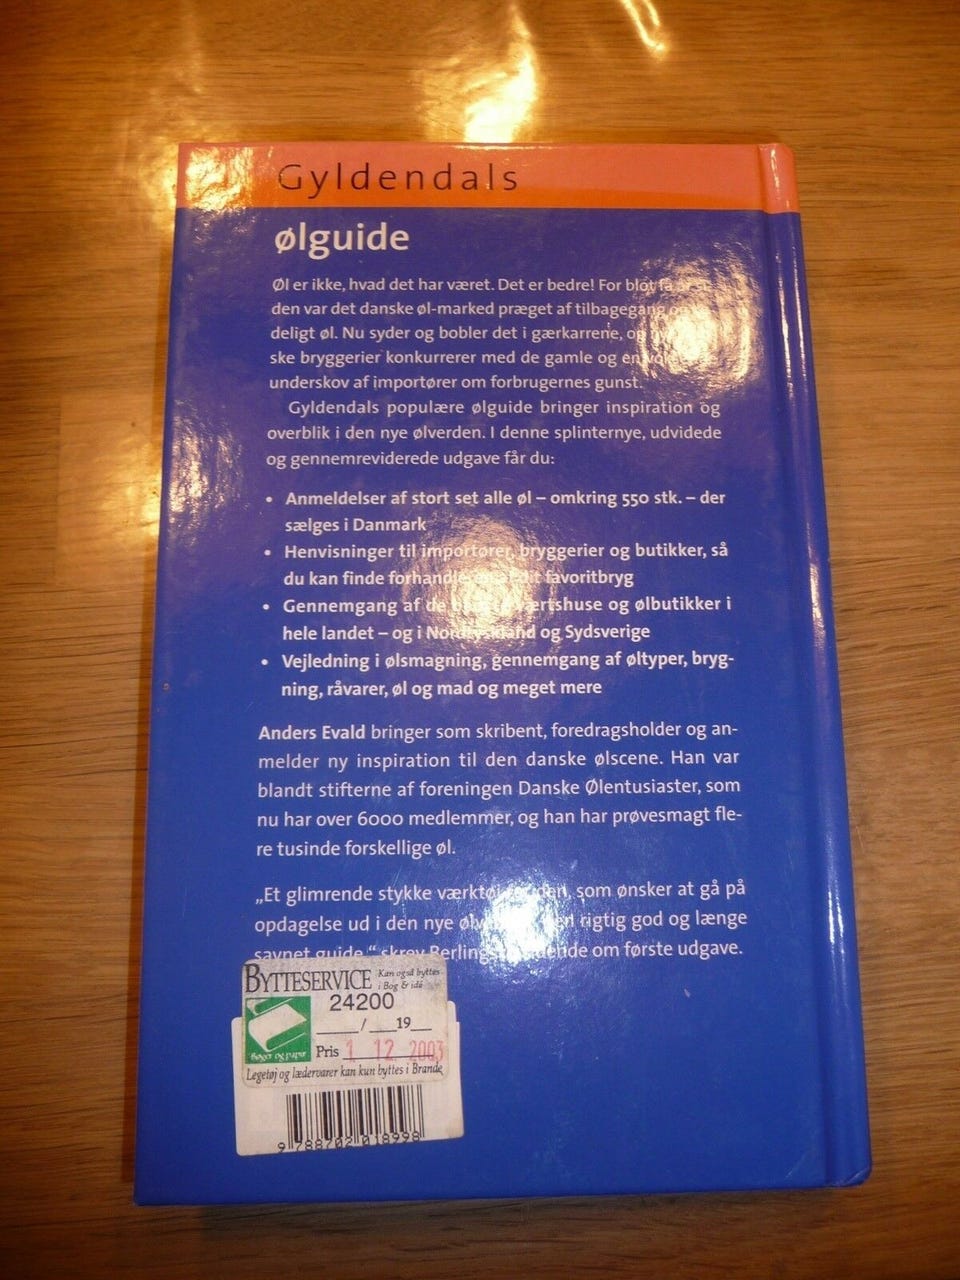 Gyldendals
ølguide
Øl er ikke, hvad det har været. Det er bedre! For blot få
den var det danske øl-marked præget af tilbagegang
deligt øl. Nu syder og bobler det i gærkarrene, og
ske bryggerier konkurrerer med de gamle og en
underskov af importører om forbrugernes gunst.
Gyldendals populære ølguide bringer inspiration og
overblik i den nye ølverden. I denne splinternye, udvidede
og gennemreviderede udgave får du:
• Anmeldelser af stort set alle øl – omkring 550 stk. – der
sælges i Danmark
• Henvisninger til importører, bryggerier og butikker, så
du kan finde forhandleren af dit favoritbryg
• Gennemgang af de værtshuse og ølbutikker i
hele landet – og i Nordtyskland og Sydsverige
• Vejledning i ølsmagning, gennemgang af øltyper, bryg-
ning, råvarer, øl og mad og meget mere
Anders Evald bringer som skribent, foredragsholder og an-
melder ny inspiration til den danske ølscene. Han var
blandt stifterne af foreningen Danske Ølentusiaster, som
nu har over 6000 medlemmer, og han har prøvesmagt fle-
re tusinde forskellige øl.
„Et glimrende stykke værktøj for den, som ønsker at gå på
opdagelse ud i den nye rigtig god og længe
savnet guide,“ skrev Berlingske Tidende om første udgave.
BYTTESERVICE Kan også byttes
i Bog & idé
24200
/ 19
Bøger og papir
Pris 1 12 2003
Legetøj og lædervarer kan kun byttes i Brande
9 788702 018998